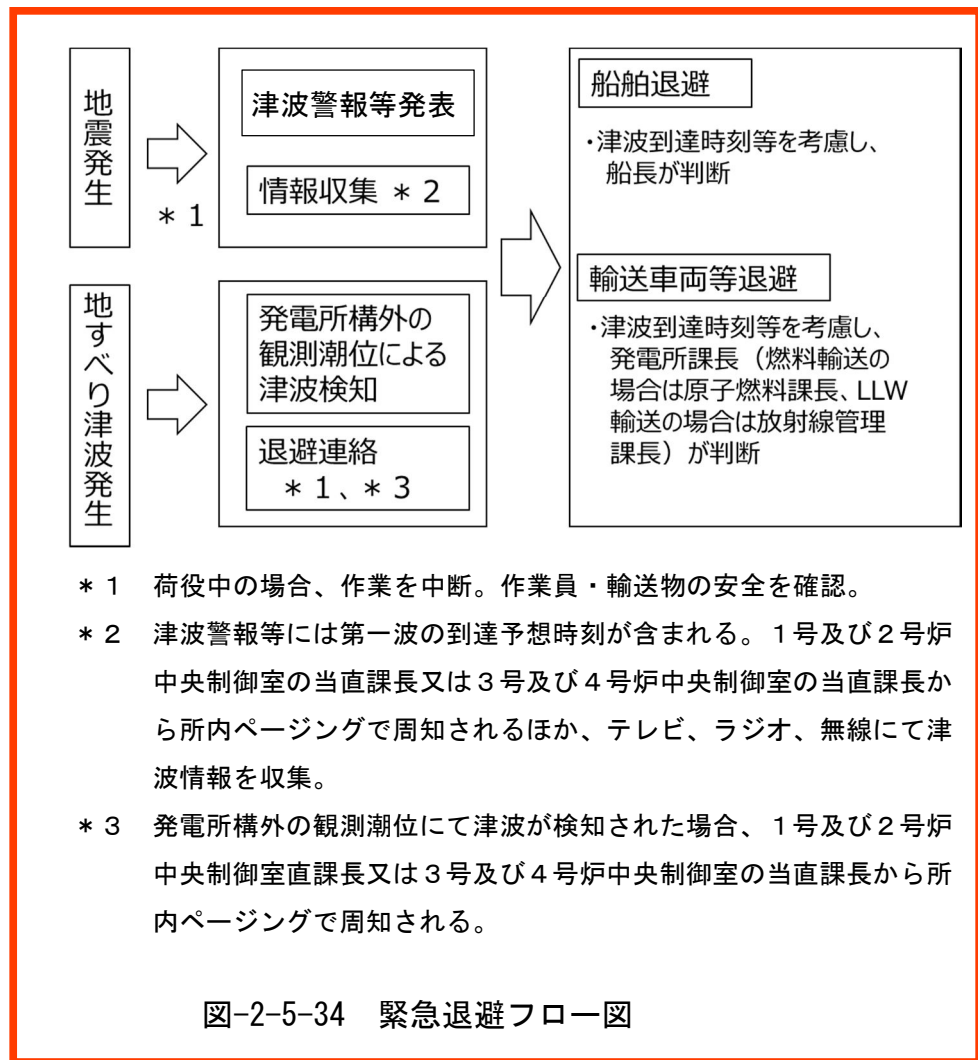 地震発生
＊１
津波警報等発表
情報収集 ＊２
地すべり津波発生
発電所構外の
観測潮位による
津波検知
退避連絡
＊１、＊３
船舶退避
・津波到達時刻等を考慮し、
船長が判断
輸送車両等退避
・津波到達時刻等を考慮し、
発電所課長（燃料輸送の
場合は原子燃料課長、LLW
輸送の場合は放射線管理
課長）が判断
＊１　荷役中の場合、作業を中断。作業員・輸送物の安全を確認。
＊２　津波警報等には第一波の到達予想時刻が含まれる。１号及び２号炉
中央制御室の当直課長又は３号及び４号炉中央制御室の当直課長か
ら所内ページングで周知されるほか、テレビ、ラジオ、無線にて津
波情報を収集。
＊３　発電所構外の観測潮位にて津波が検知された場合、１号及び２号炉
中央制御室直課長又は３号及び４号炉中央制御室の当直課長から所
内ページングで周知される。
図-2-5-34　緊急退避フロー図